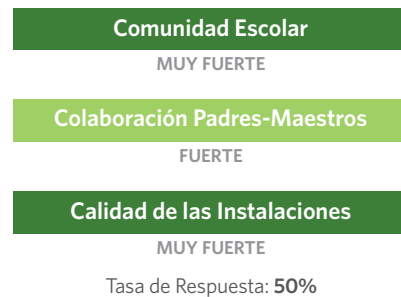 Comunidad Escolar
MUY FUERTE
Colaboración Padres-Maestros
FUERTE
Calidad de las Instalaciones
MUY FUERTE
Tasa de Respuesta: 50%